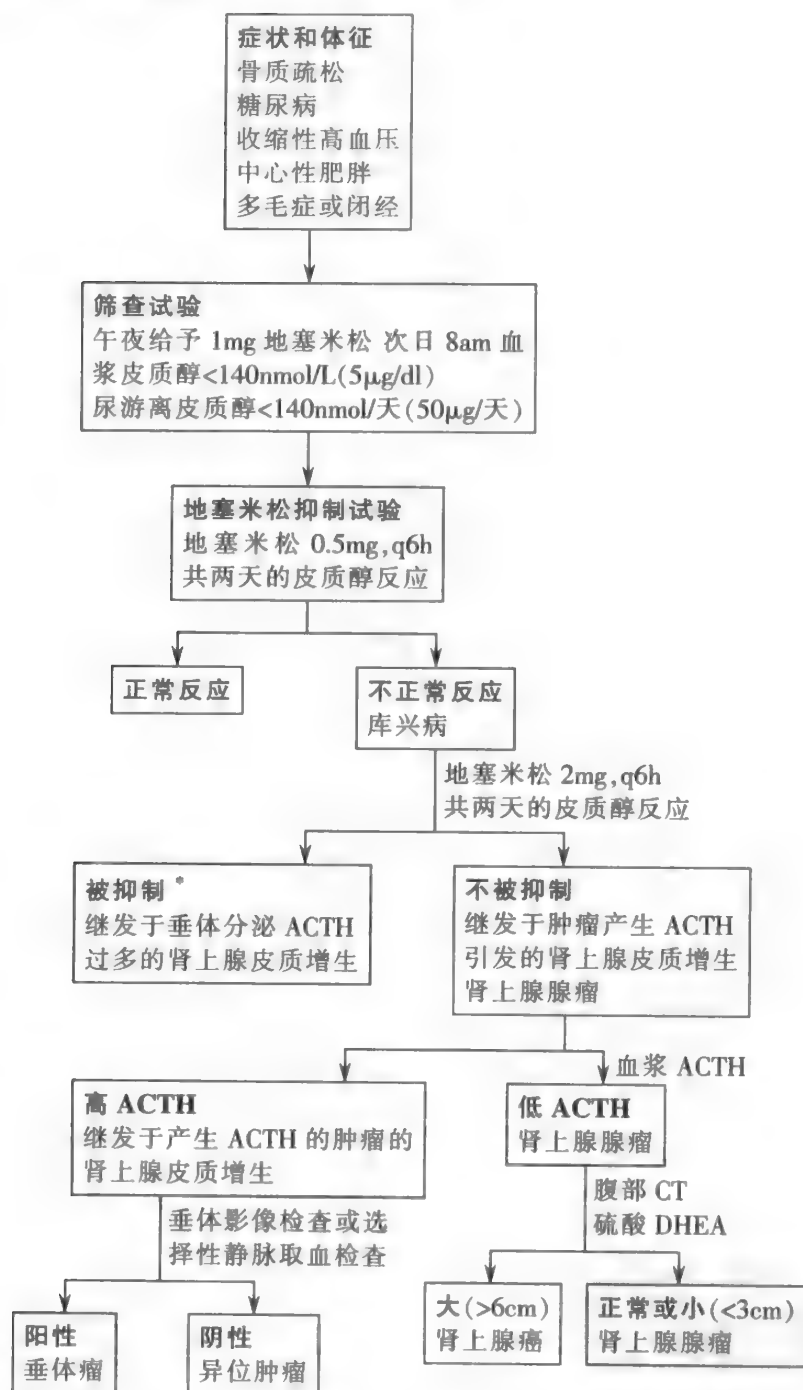 症状和体征
骨质疏松
糖尿病
收缩性高血压
中心性肥胖
多毛症或闭经
筛查试验
午夜给予 1mg 地塞米松 次日 8am 血
浆皮质醇<140nmol/L(5μg/dl)
尿游离皮质醇<140nmol/天(50μg/天)
地塞米松抑制试验
地塞米松 0.5mg,q6h
共两天的皮质醇反应
正常反应
不正常反应
库兴病
地塞米松 2mg,q6h
共两天的皮质醇反应
被抑制*
继发于垂体分泌 ACTH
过多的肾上腺皮质增生
不被抑制
继发于肿瘤产生 ACTH
引发的肾上腺皮质增生
肾上腺腺瘤
血浆 ACTH
高 ACTH
继发于产生 ACTH 的肿瘤的
肾上腺皮质增生
低 ACTH
肾上腺腺瘤
垂体影像检查或选
择性静脉取血检查
腹部 CT
硫酸 DHEA
阳性
垂体瘤
阴性
异位肿瘤
大(>6cm)
肾上腺癌
正常或小(<3cm)
肾上腺腺瘤